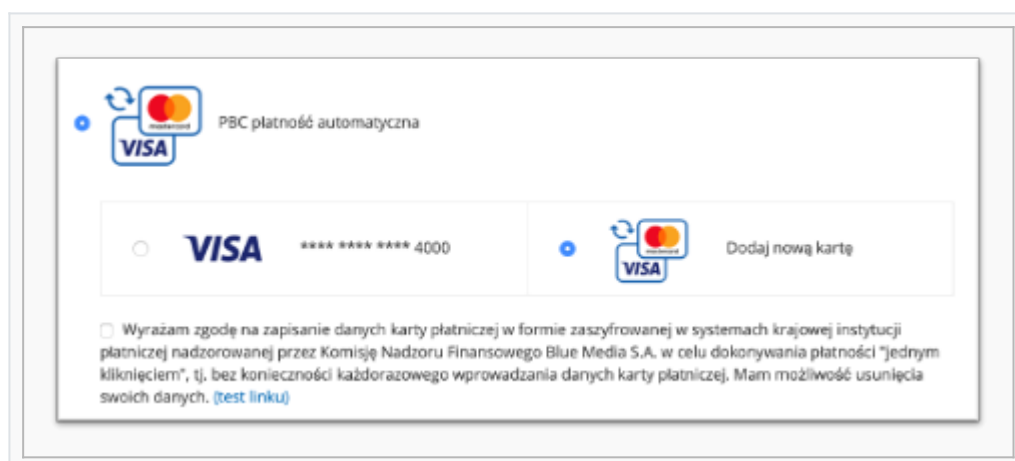 mastercard
VISA
PBC płatność automatyczna
VISA **** **** **** 4000
mastercard
VISA
Dodaj nową kartę
Wyrażam zgodę na zapisanie danych karty płatniczej w formie zaszyfrowanej w systemach krajowej instytucji
płatniczej nadzorowanej przez Komisję Nadzoru Finansowego Blue Media S.A. w celu dokonywania płatności "jednym
kliknięciem", tj. bez konieczności każdorazowego wprowadzania danych karty płatniczej. Mam możliwość usunięcia
swoich danych. (test linku)